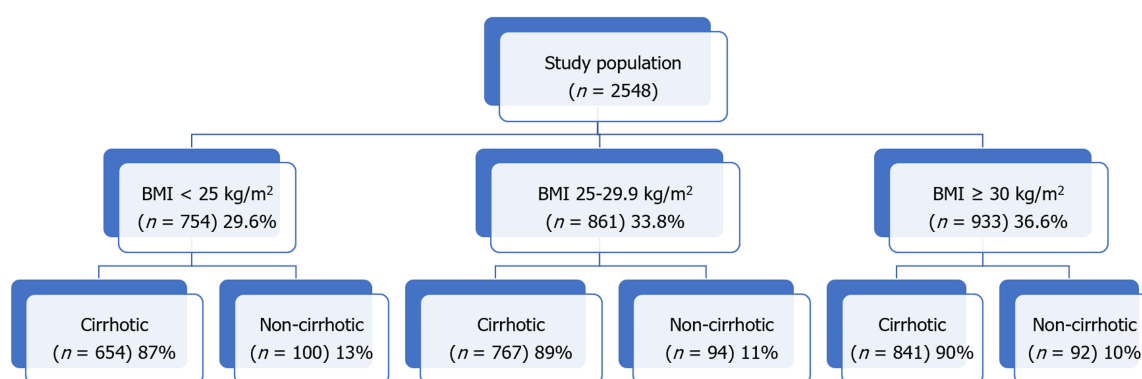 Study population
(n = 2548)
BMI < 25 kg/m²
(n = 754) 29.6%
BMI 25-29.9 kg/m²
(n = 861) 33.8%
BMI ≥ 30 kg/m²
(n = 933) 36.6%
Cirrhotic
(n = 654) 87%
Non-cirrhotic
(n = 100) 13%
Cirrhotic
(n = 767) 89%
Non-cirrhotic
(n = 94) 11%
Cirrhotic
(n = 841) 90%
Non-cirrhotic
(n = 92) 10%